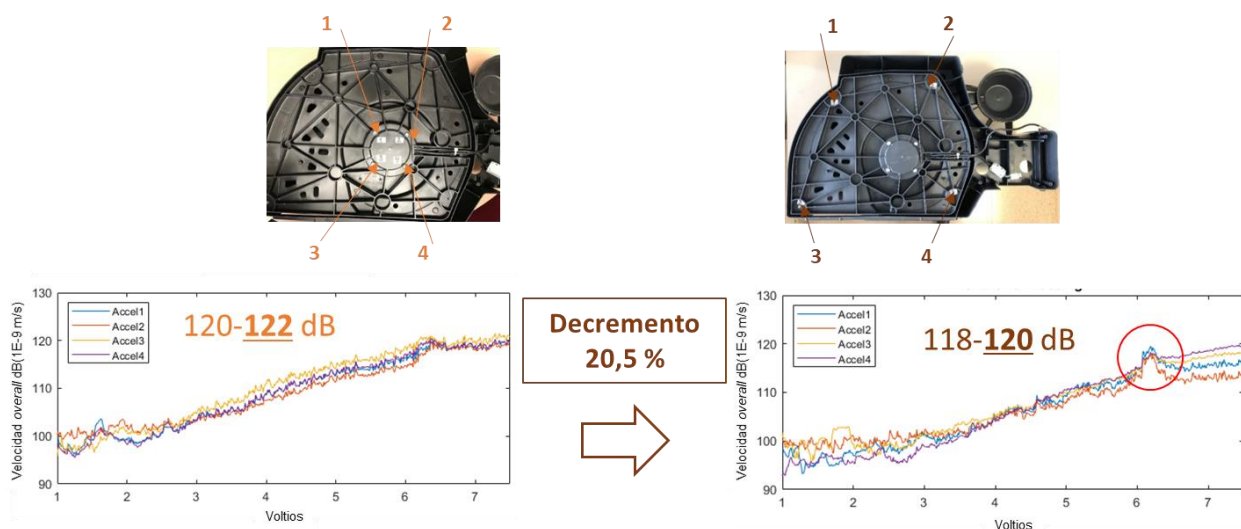 1 2
3 4
1 2
3 4
130
120
110
100
90
Velocidad overall dB(1E-9 m/s)
Accel1
Accel2
Accel3
Accel4
120-122 dB
1 2 3 4 5 6 7
Voltios
Decremento
20,5 %
130
120
110
100
90
Velocidad overall dB(1E-9 m/s)
Accel1
Accel2
Accel3
Accel4
118-120 dB
1 2 3 4 5 6 7
Voltios